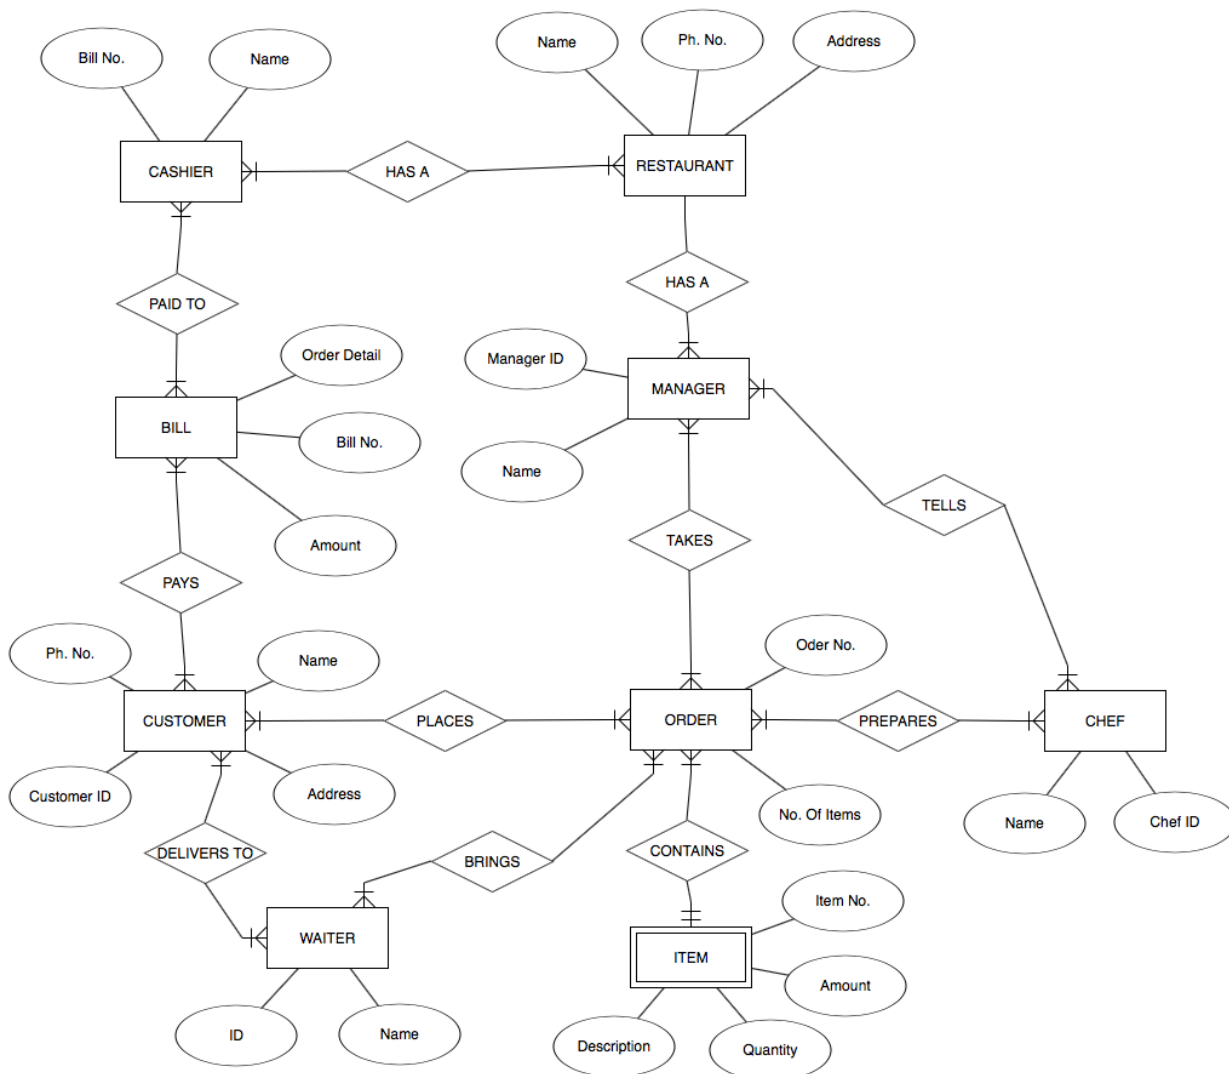 Bill No.
Name
Name
Ph. No.
Address
CASHIER
HAS A
RESTAURANT
HAS A
PAID TO
Order Detail
Manager ID
MANAGER
BILL
Bill No.
Name
TELLS
Amount
TAKES
PAYS
Ph. No.
Name
Oder No.
CUSTOMER
PLACES
ORDER
PREPARES
CHEF
Customer ID
Address
No. Of Items
Name
Chef ID
DELIVERS TO
BRINGS
CONTAINS
Item No.
WAITER
ITEM
Amount
ID
Name
Description
Quantity